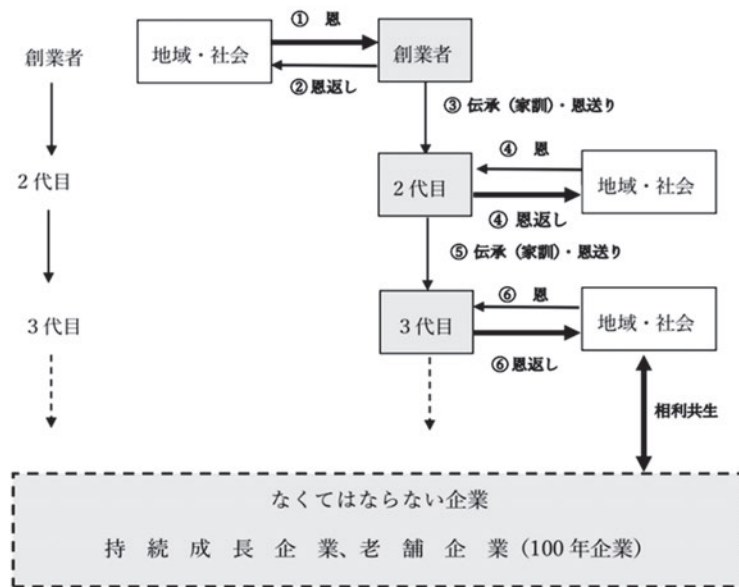 ① 恩
創業者
地域・社会
創業者
② 恩返し
③ 伝承（家訓）・恩送り
2代目
④ 恩
2代目
地域・社会
④ 恩返し
⑤ 伝承（家訓）・恩送り
3代目
⑥ 恩
3代目
地域・社会
⑥ 恩返し
相利共生
なくてはならない企業
持続成長企業、老舗企業（100年企業）